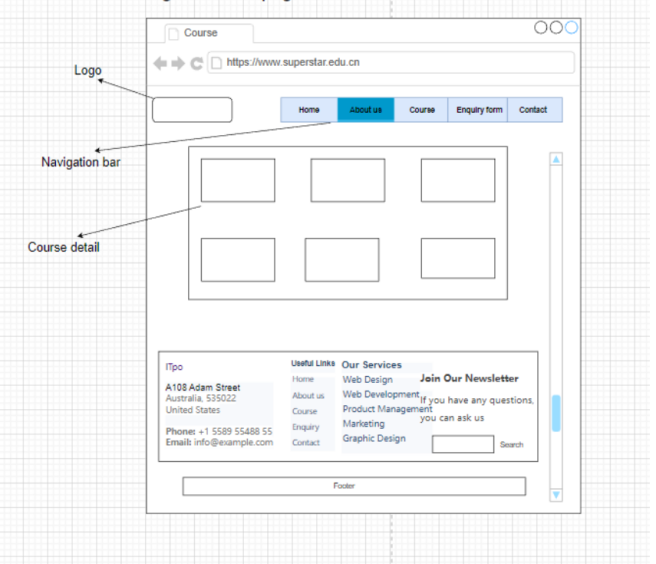 Course
https://www.superstar.edu.cn
Logo
Home About us Course Enquiry form Contact
Navigation bar
Course detail
ITpo
A108 Adam Street
Australia, 535022
United States
Phone: +1 5589 55488 55
Email: info@example.com
Useful Links
Home
About us
Course
Enquiry
Contact
Our Services
Web Design
Web Development
Product Management
Marketing
Graphic Design
Join Our Newsletter
If you have any questions,
you can ask us
Search
Footer